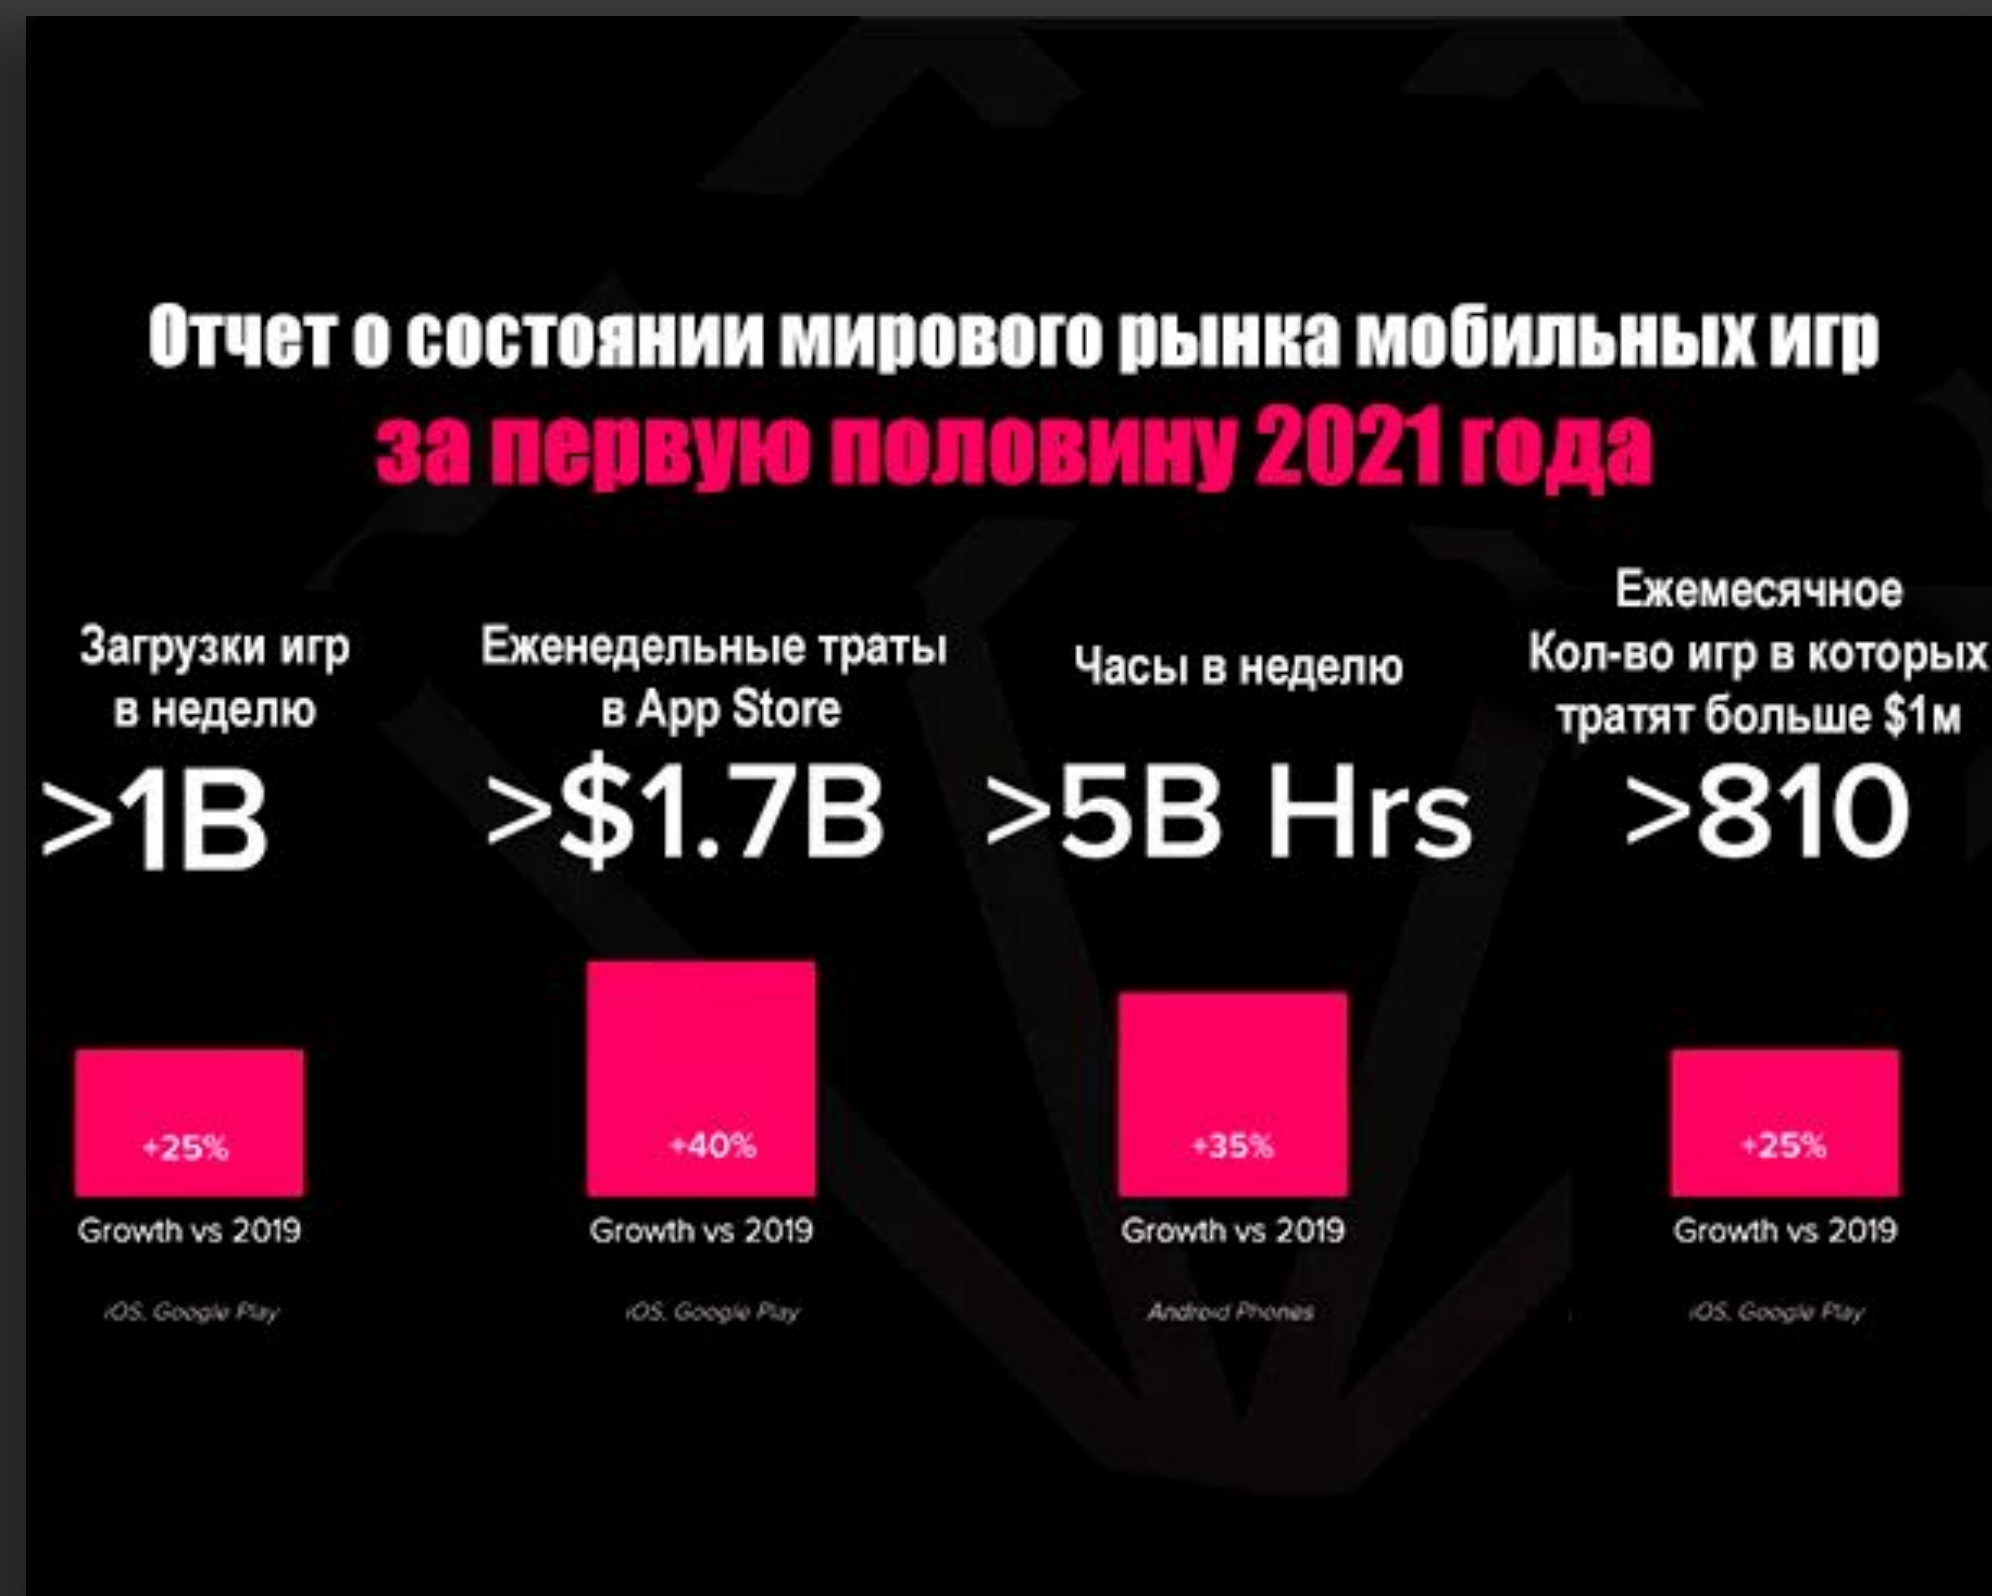 Отчет о состоянии мирового рынка мобильных игр
за первую половину 2021 года
Загрузки игр
в неделю
>1B
+25%
Growth vs 2019
iOS, Google Play
Еженедельные траты
в App Store
>$1.7B
+40%
Growth vs 2019
iOS, Google Play
Часы в неделю
>5B Hrs
+35%
Growth vs 2019
Android Phones
Ежемесячное
Кол-во игр в которых
тратят больше $1м
>810
+25%
Growth vs 2019
iOS, Google Play